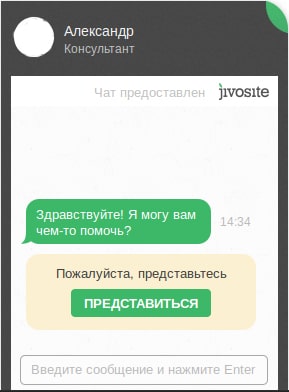 Александр
Консультант
Чат предоставлен jivosite
Здравствуйте! Я могу вам
чем-то помочь?
14:34
Пожалуйста, представьтесь
ПРЕДСТАВИТЬСЯ
Введите сообщение и нажмите Enter